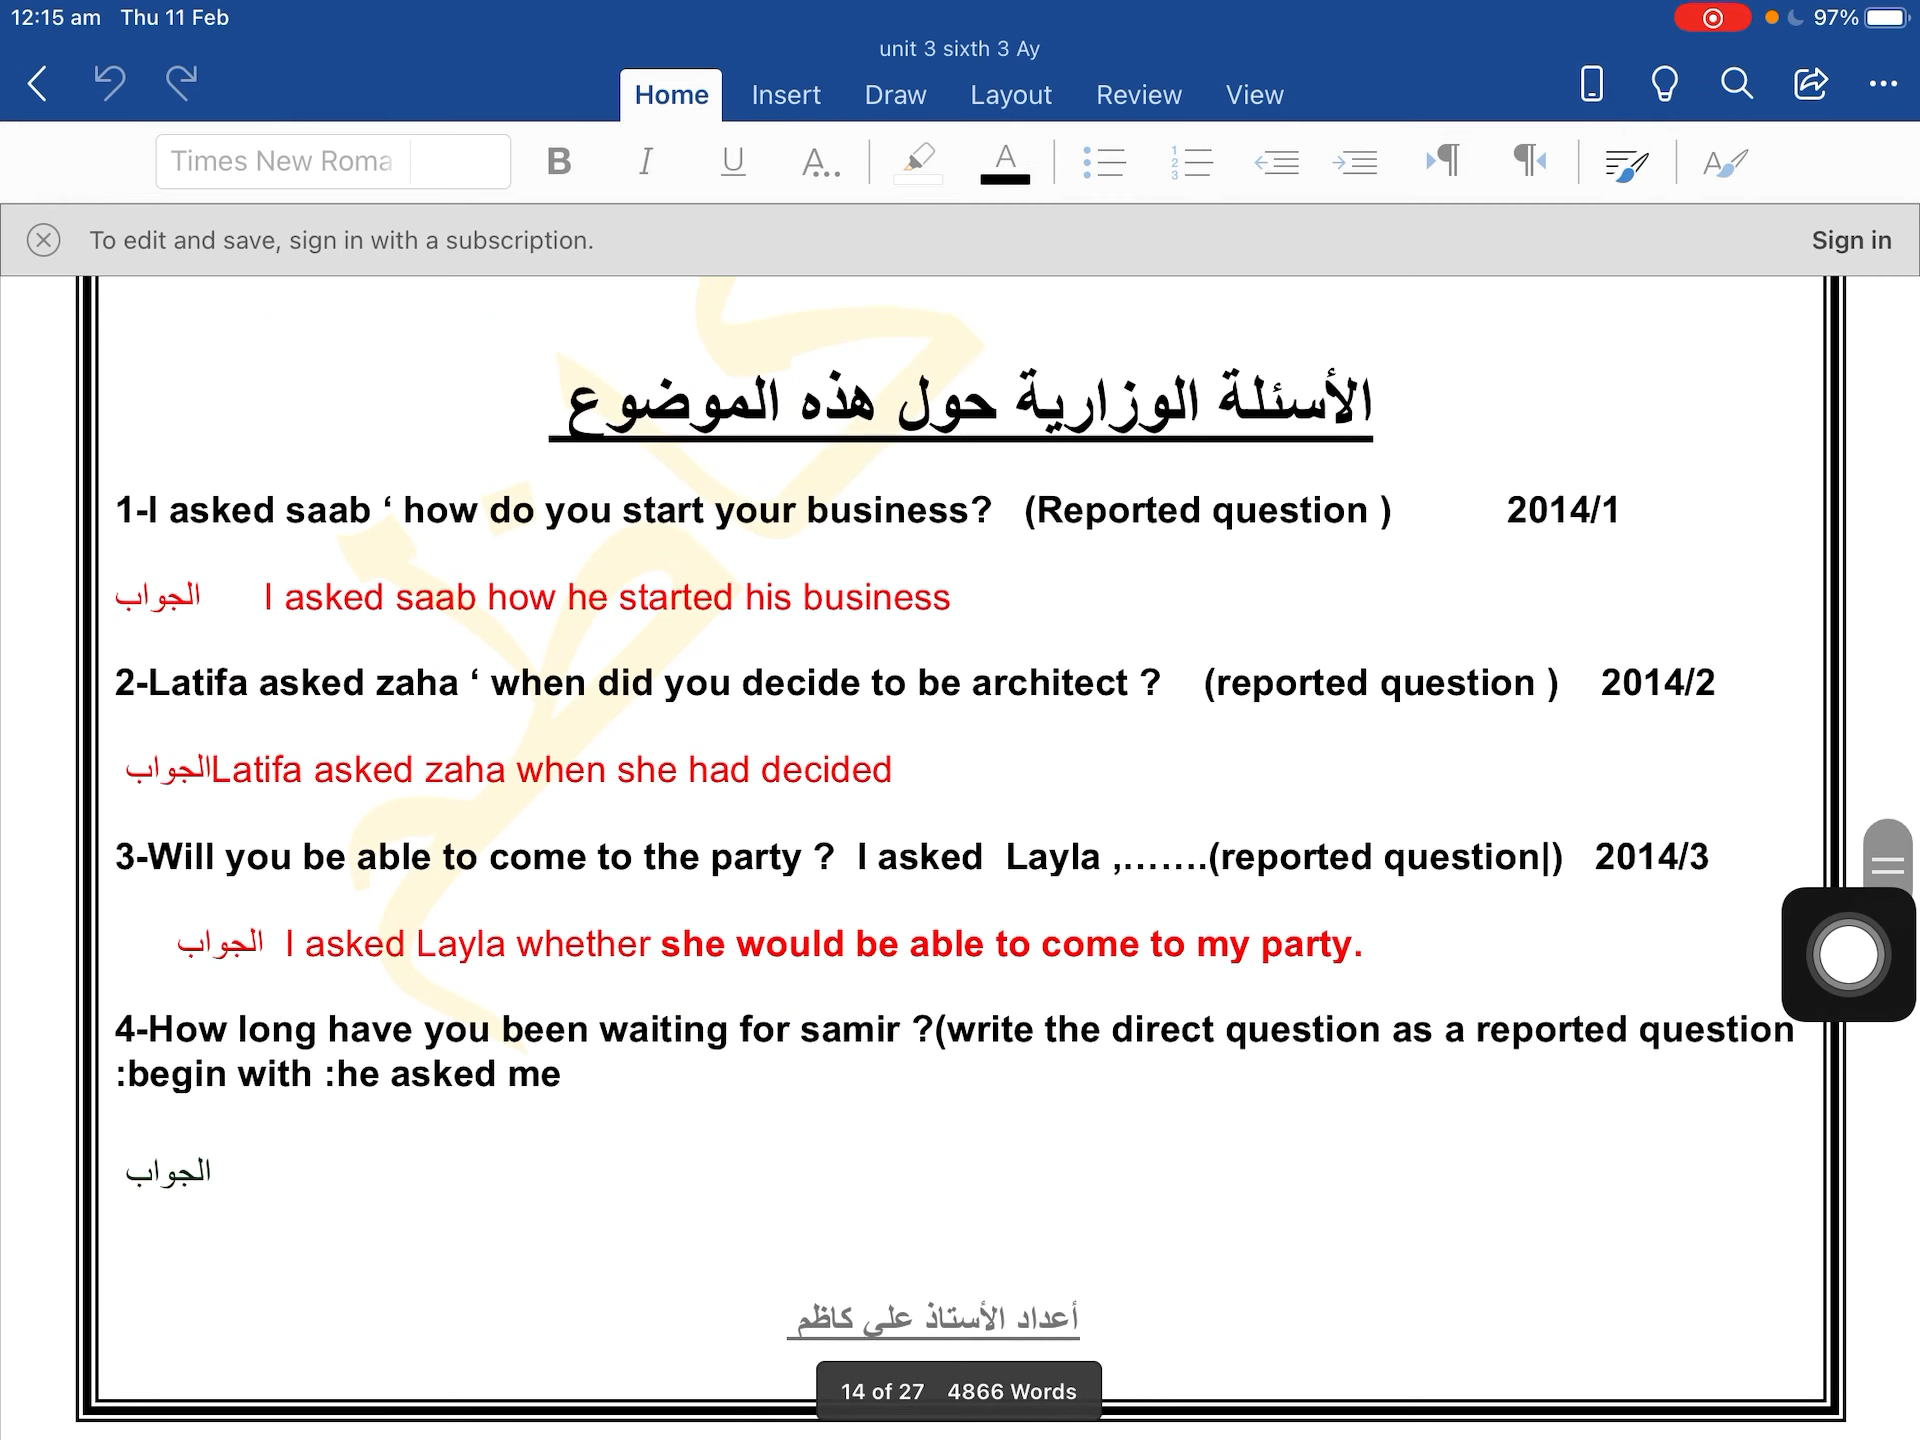 12:15 am Thu 11 Feb
97%
unit 3 sixth 3 Ay
Home Insert Draw Layout Review View
Times New Roma
B I U A... A
To edit and save, sign in with a subscription. Sign in
الأسئلة الوزارية حول هذه الموضوع
1-I asked saab ‘ how do you start your business? (Reported question ) 2014/1
الجواب I asked saab how he started his business
2-Latifa asked zaha ‘ when did you decide to be architect ? (reported question ) 2014/2
الجواب Latifa asked zaha when she had decided
3-Will you be able to come to the party ? I asked Layla ,.......(reported question|) 2014/3
الجواب I asked Layla whether she would be able to come to my party.
4-How long have you been waiting for samir ?(write the direct question as a reported question
:begin with :he asked me
الجواب
أعداد الأستاذ علي كاظم
14 of 27 4866 Words